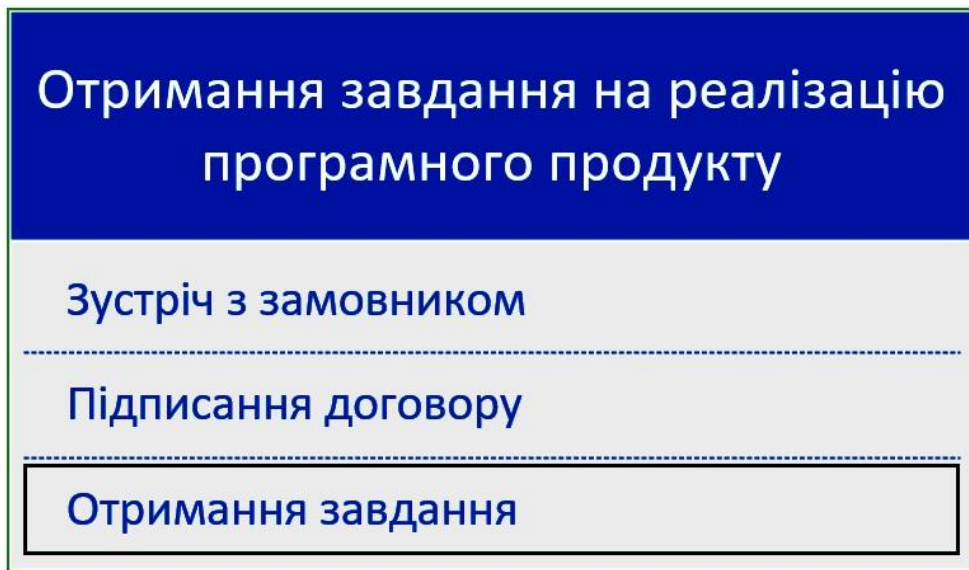 Отримання завдання на реалізацію
програмного продукту
Зустріч з замовником
Підписання договору
Отримання завдання